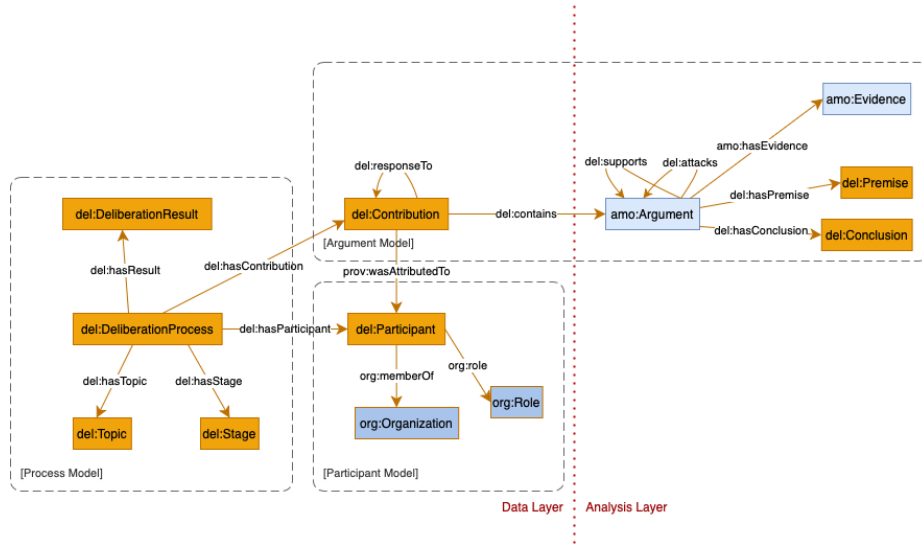 amo:Evidence
amo:hasEvidence
del:responseTo
del:supports
del:attacks
del:Premise
del:hasPremise
del:DeliberationResult
del:Contribution
del:contains
amo:Argument
del:hasConclusion
del:Conclusion
[Argument Model]
del:hasContribution
del:hasResult
prov:wasAttributedTo
del:DeliberationProcess
del:hasParticipant
del:Participant
org:role
org:memberOf
del:hasTopic
del:hasStage
org:Role
org:Organization
del:Topic
del:Stage
[Process Model]
[Participant Model]
Data Layer
Analysis Layer